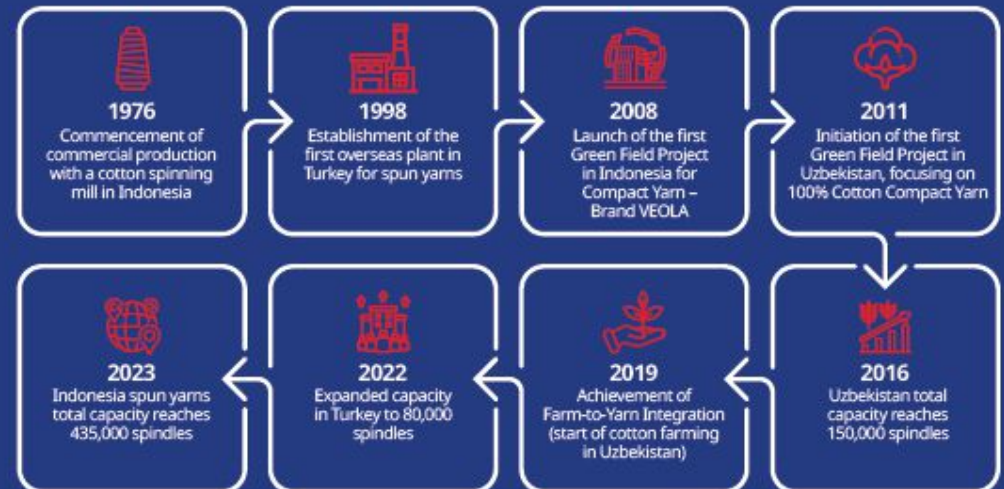 1976
Commencement of
commercial production
with a cotton spinning
mill in Indonesia
1998
Establishment of the
first overseas plant in
Turkey for spun yarns
2008
Launch of the first
Green Field Project
in Indonesia for
Compact Yarn –
Brand VEOLA
2011
Initiation of the first
Green Field Project in
Uzbekistan, focusing on
100% Cotton Compact Yarn
2016
Uzbekistan total
capacity reaches
150,000 spindles
2019
Achievement of
Farm-to-Yarn Integration
(start of cotton farming
in Uzbekistan)
2022
Expanded capacity
in Turkey to 80,000
spindles
2023
Indonesia spun yarns
total capacity reaches
435,000 spindles